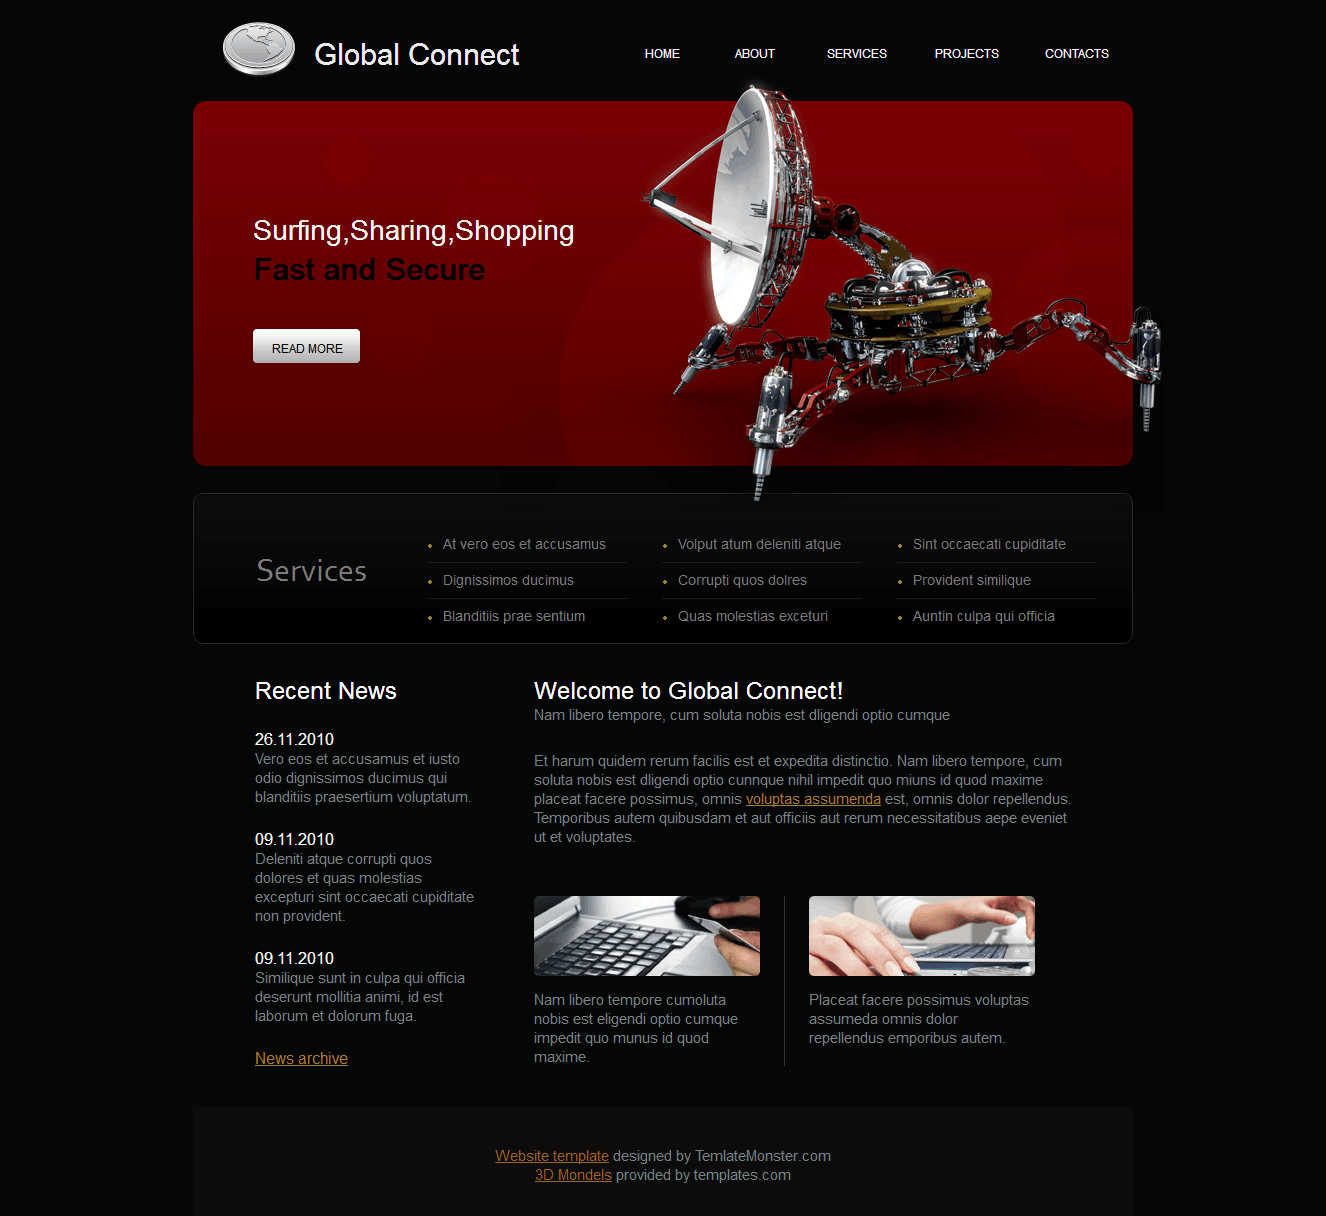 Global Connect
HOME
ABOUT
SERVICES
PROJECTS
CONTACTS
Surfing,Sharing,Shopping
Fast and Secure
READ MORE
Services
At vero eos et accusamus
Dignissimos ducimus
Blanditiis prae sentium
Volput atum deleniti atque
Corrupti quos dolres
Quas molestias exceturi
Sint occaecati cupiditate
Provident similique
Auntin culpa qui officia
Recent News
26.11.2010
Vero eos et accusamus et iusto
odio dignissimos ducimus qui
blanditiis praesertium voluptatum.
09.11.2010
Deleniti atque corrupti quos
dolores et quas molestias
excepturi sint occaecati cupiditate
non provident.
09.11.2010
Similique sunt in culpa qui officia
deserunt mollitia animi, id est
laborum et dolorum fuga.
News archive
Welcome to Global Connect!
Nam libero tempore, cum soluta nobis est dligendi optio cumque
Et harum quidem rerum facilis est et expedita distinctio. Nam libero tempore, cum
soluta nobis est dligendi optio cunnque nihil impedit quo miuns id quod maxime
placeat facere possimus, omnis voluptas assumenda est, omnis dolor repellendus.
Temporibus autem quibusdam et aut officiis aut rerum necessitatibus aepe eveniet
ut et voluptates.
Nam libero tempore cumoluta
nobis est eligendi optio cumque
impedit quo munus id quod
maxime.
Placeat facere possimus voluptas
assumeda omnis dolor
repellendus emporibus autem.
Website template designed by TemlateMonster.com
3D Mondels provided by templates.com